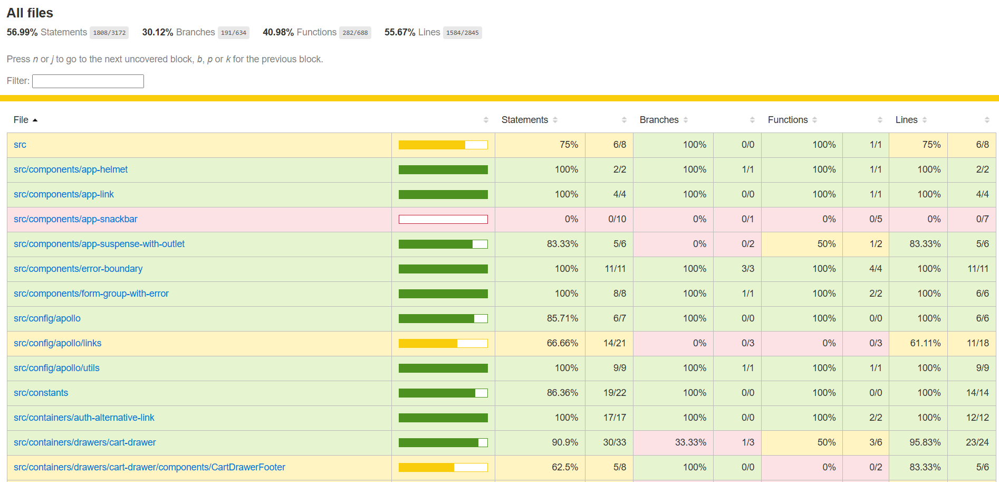 All files
56.99% Statements 1808/3172 30.12% Branches 191/634 40.98% Functions 282/688 55.67% Lines 1584/2845
Press n or j to go to the next uncovered block, b, p or k for the previous block.
Filter:
File Statements Branches Functions Lines
src 75% 6/8 100% 0/0 100% 1/1 75% 6/8
src/components/app-helmet 100% 2/2 100% 1/1 100% 1/1 100% 2/2
src/components/app-link 100% 4/4 100% 0/0 100% 1/1 100% 4/4
src/components/app-snackbar 0% 0/10 0% 0/1 0% 0/5 0% 0/7
src/components/app-suspense-with-outlet 83.33% 5/6 0% 0/2 50% 1/2 83.33% 5/6
src/components/error-boundary 100% 11/11 100% 3/3 100% 4/4 100% 11/11
src/components/form-group-with-error 100% 8/8 100% 1/1 100% 2/2 100% 6/6
src/config/apollo 85.71% 6/7 100% 0/0 100% 0/0 100% 6/6
src/config/apollo/links 66.66% 14/21 0% 0/3 0% 0/3 61.11% 11/18
src/config/apollo/utils 100% 9/9 100% 1/1 100% 1/1 100% 9/9
src/constants 86.36% 19/22 100% 0/0 100% 0/0 100% 14/14
src/containers/auth-alternative-link 100% 17/17 100% 0/0 100% 2/2 100% 12/12
src/containers/drawers/cart-drawer 90.9% 30/33 33.33% 1/3 50% 3/6 95.83% 23/24
src/containers/drawers/cart-drawer/components/CartDrawerFooter 62.5% 5/8 100% 0/0 0% 0/2 83.33% 5/6